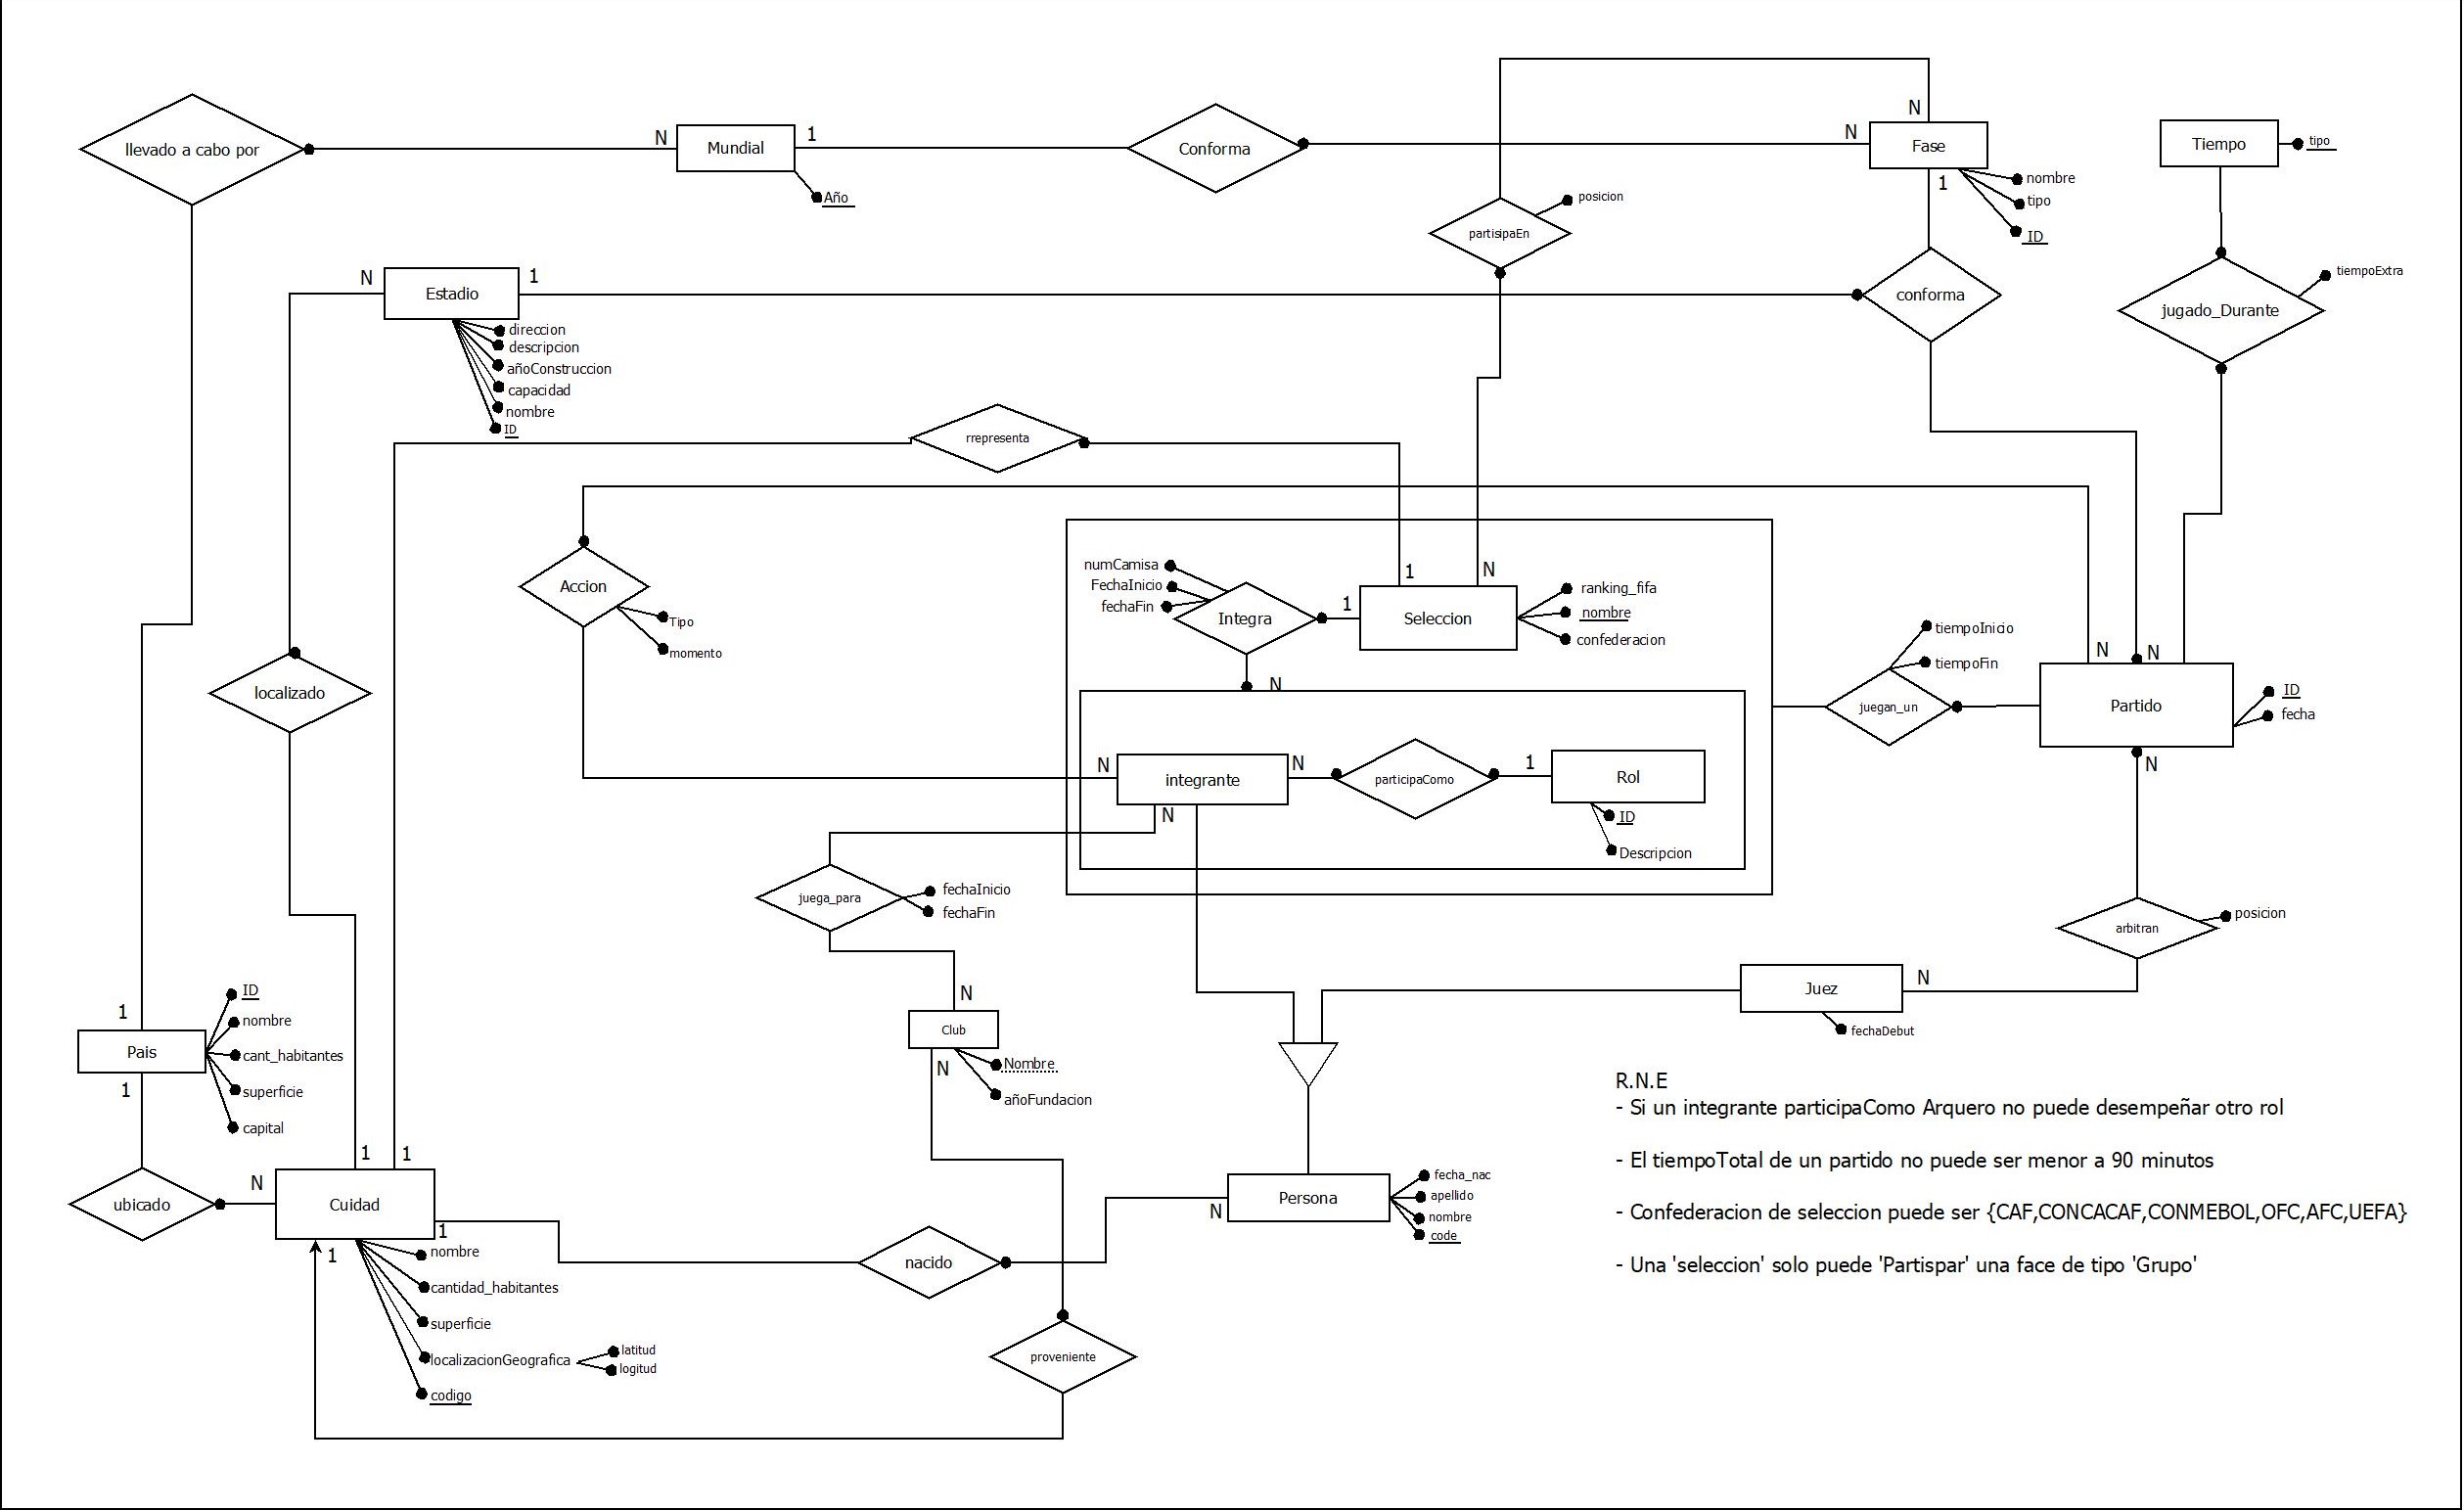 llevado a cabo por
N
Mundial
1
Año
Conforma
N
N
Fase
1
nombre
tipo
ID
Tiempo
tipo
partisipaEn
posicion
N
Estadio
1
direccion
descripcion
añoConstruccion
capacidad
nombre
ID
conforma
jugado_Durante
tiempoExtra
rrepresenta
Accion
Tipo
momento
numCamisa
FechaInicio
fechaFin
Integra
1
1
N
Seleccion
ranking_fifa
nombre
confederacion
N
localizado
juegan_un
tiempoInicio
tiempoFin
N
N
Partido
ID
fecha
N
N
integrante
N
participaComo
1
Rol
ID
Descripcion
N
juega_para
fechaInicio
fechaFin
arbitran
posicion
N
Juez
fechaDebut
1
Pais
1
ID
nombre
cant_habitantes
superficie
capital
N
Club
N
Nombre
añoFundacion
ubicado
N
1
1
Cuidad
1
1
nombre
cantidad_habitantes
superficie
localizacionGeografica
latitud
logitud
codigo
nacido
N
Persona
fecha_nac
apellido
nombre
code
proveniente
R.N.E
- Si un integrante participaComo Arquero no puede desempeñar otro rol
- El tiempoTotal de un partido no puede ser menor a 90 minutos
- Confederacion de seleccion puede ser {CAF,CONCACAF,CONMEBOL,OFC,AFC,UEFA}
- Una 'seleccion' solo puede 'Partispar' una face de tipo 'Grupo'